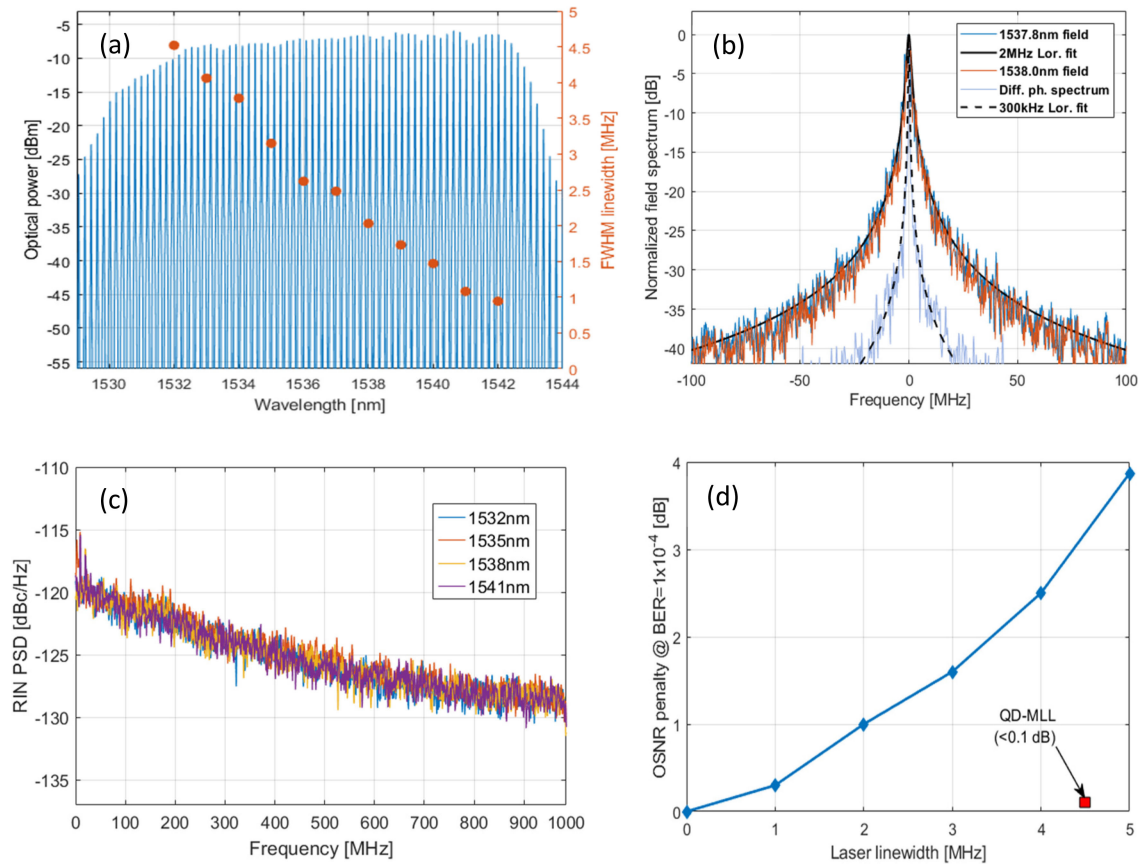 (a)
Optical power [dBm]
-5
-10
-15
-20
-25
-30
-35
-40
-45
-50
-55
5
4.5
4
3.5
3
2.5
2
1.5
1
0.5
0
FWHM linewidth [MHz]
1530 1532 1534 1536 1538 1540 1542 1544
Wavelength [nm]
(b)
Normalized field spectrum [dB]
0
-5
-10
-15
-20
-25
-30
-35
-40
1537.8nm field
2MHz Lor. fit
1538.0nm field
Diff. ph. spectrum
300kHz Lor. fit
-100 -50 0 50 100
Frequency [MHz]
(c)
RIN PSD [dBc/Hz]
-110
-115
-120
-125
-130
-135
1532nm
1535nm
1538nm
1541nm
0 100 200 300 400 500 600 700 800 900 1000
Frequency [MHz]
(d)
OSNR penalty @ BER=1x10⁻⁴ [dB]
4
3
2
1
0
QD-MLL
(<0.1 dB)
0 1 2 3 4 5
Laser linewidth [MHz]